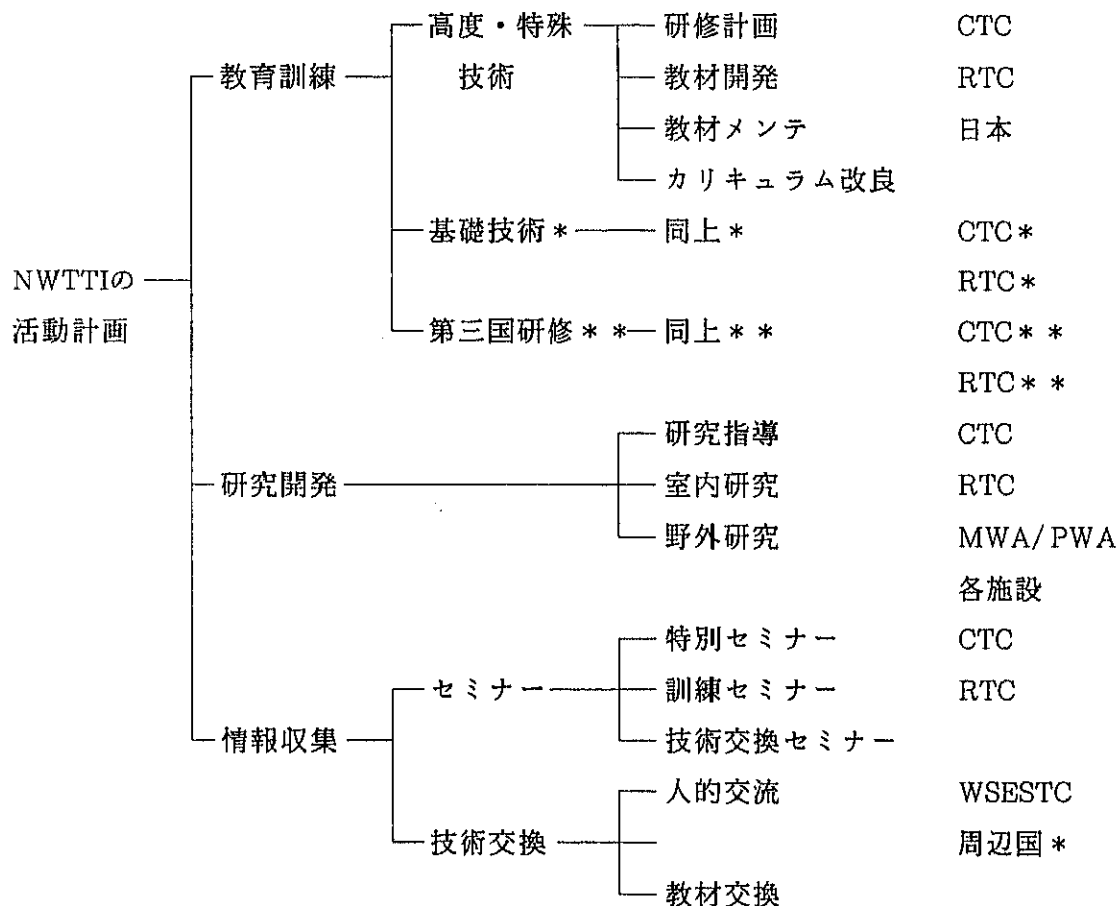 高度・特殊 研修計画 CTC
教育訓練 技術 教材開発 RTC
教材メンテ 日本
カリキュラム改良
基礎技術* 同上* CTC*
NWTTIの RTC*
活動計画 第三国研修** 同上** CTC**
RTC**
研究指導 CTC
研究開発 室内研究 RTC
野外研究 MWA/PWA
各施設
特別セミナー CTC
セミナー 訓練セミナー RTC
情報収集 技術交換セミナー
人的交流 WSESTC
技術交換 周辺国*
教材交換